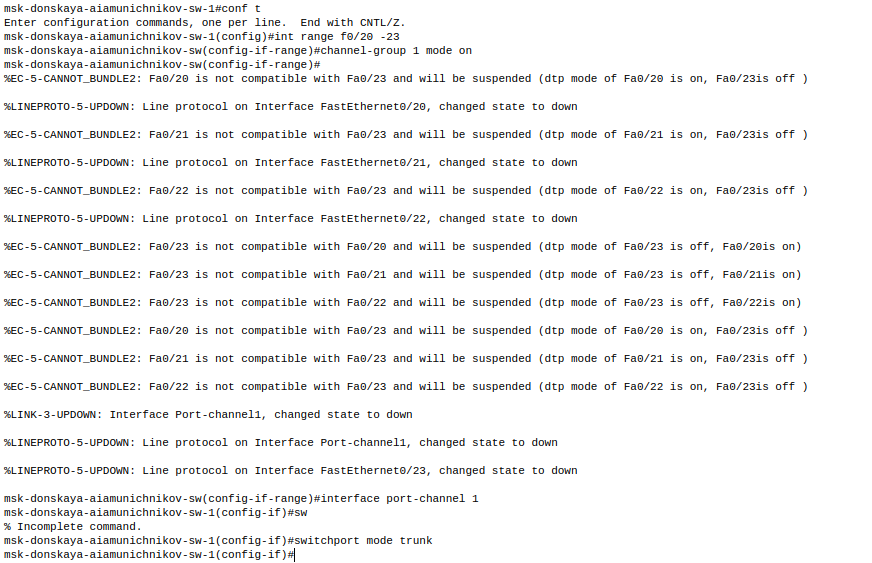 msk-donskaya-aiamunichnikov-sw-1#conf t
Enter configuration commands, one per line.  End with CNTL/Z.
msk-donskaya-aiamunichnikov-sw-1(config)#int range f0/20 -23
msk-donskaya-aiamunichnikov-sw(config-if-range)#channel-group 1 mode on
msk-donskaya-aiamunichnikov-sw(config-if-range)#
%EC-5-CANNOT_BUNDLE2: Fa0/20 is not compatible with Fa0/23 and will be suspended (dtp mode of Fa0/20 is on, Fa0/23is off )
%LINEPROTO-5-UPDOWN: Line protocol on Interface FastEthernet0/20, changed state to down
%EC-5-CANNOT_BUNDLE2: Fa0/21 is not compatible with Fa0/23 and will be suspended (dtp mode of Fa0/21 is on, Fa0/23is off )
%LINEPROTO-5-UPDOWN: Line protocol on Interface FastEthernet0/21, changed state to down
%EC-5-CANNOT_BUNDLE2: Fa0/22 is not compatible with Fa0/23 and will be suspended (dtp mode of Fa0/22 is on, Fa0/23is off )
%LINEPROTO-5-UPDOWN: Line protocol on Interface FastEthernet0/22, changed state to down
%EC-5-CANNOT_BUNDLE2: Fa0/23 is not compatible with Fa0/20 and will be suspended (dtp mode of Fa0/23 is off, Fa0/20is on)
%EC-5-CANNOT_BUNDLE2: Fa0/23 is not compatible with Fa0/21 and will be suspended (dtp mode of Fa0/23 is off, Fa0/21is on)
%EC-5-CANNOT_BUNDLE2: Fa0/23 is not compatible with Fa0/22 and will be suspended (dtp mode of Fa0/23 is off, Fa0/22is on)
%EC-5-CANNOT_BUNDLE2: Fa0/20 is not compatible with Fa0/23 and will be suspended (dtp mode of Fa0/20 is on, Fa0/23is off )
%EC-5-CANNOT_BUNDLE2: Fa0/21 is not compatible with Fa0/23 and will be suspended (dtp mode of Fa0/21 is on, Fa0/23is off )
%EC-5-CANNOT_BUNDLE2: Fa0/22 is not compatible with Fa0/23 and will be suspended (dtp mode of Fa0/22 is on, Fa0/23is off )
%LINK-3-UPDOWN: Interface Port-channel1, changed state to down
%LINEPROTO-5-UPDOWN: Line protocol on Interface Port-channel1, changed state to down
%LINEPROTO-5-UPDOWN: Line protocol on Interface FastEthernet0/23, changed state to down
msk-donskaya-aiamunichnikov-sw(config-if-range)#interface port-channel 1
msk-donskaya-aiamunichnikov-sw-1(config-if)#sw
% Incomplete command.
msk-donskaya-aiamunichnikov-sw-1(config-if)#switchport mode trunk
msk-donskaya-aiamunichnikov-sw-1(config-if)#